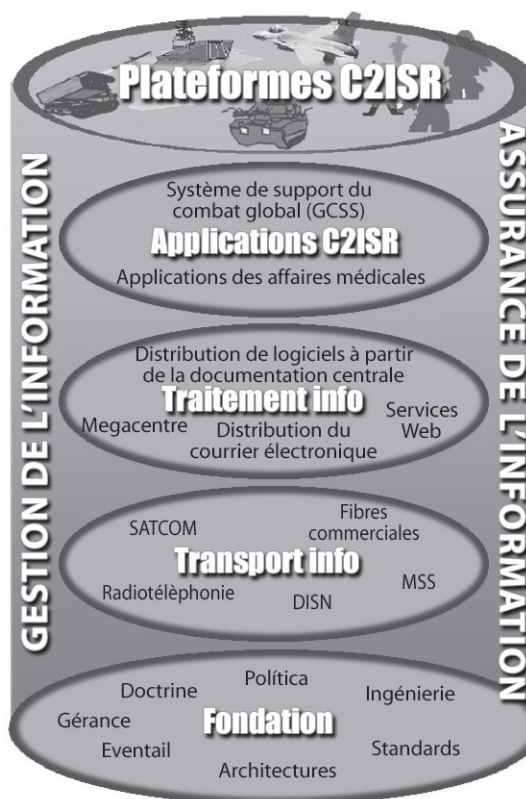 Plateformes C2ISR
GESTION DE L'INFORMATION
ASSURANCE DE L'INFORMATION
Système de support du
combat global (GCSS)
Applications C2ISR
Applications des affaires médicales
Distribution de logiciels à partir
de la documentation centrale
Traitement info
Megacentre
Distribution du
courrier électronique
Services
Web
SATCOM
Fibres
commerciales
Transport info
Radiotélèphonie
DISN
MSS
Doctrine
Política
Ingénierie
Gérance
Fondation
Eventail
Architectures
Standards